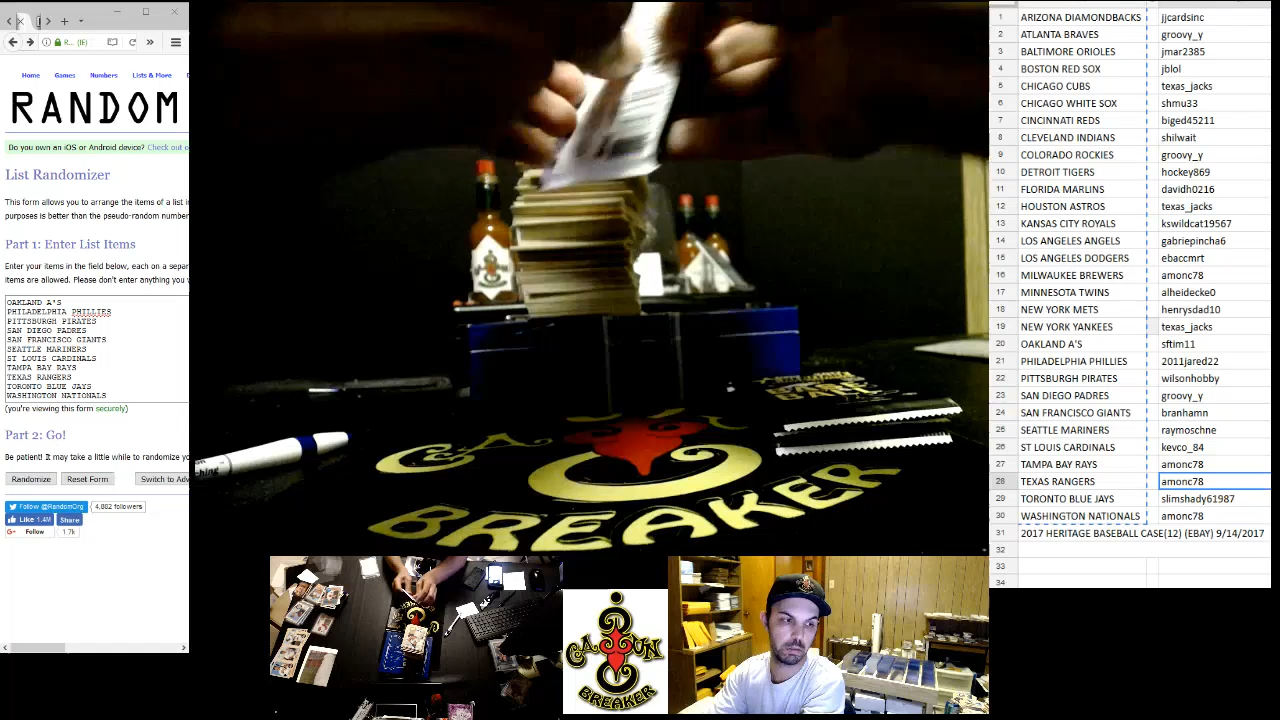 R... (IE)
Home Games Numbers Lists & More
RANDOM
Do you own an iOS or Android device? Check out o
List Randomizer
This form allows you to arrange the items of a list in
purposes is better than the pseudo-random number
Part 1: Enter List Items
Enter your items in the field below, each on a separ
items are allowed. Please don't enter anything you v
OAKLAND A'S
PHILADELPHIA PHILLIES
PITTSBURGH PIRATES
SAN DIEGO PADRES
SAN FRANCISCO GIANTS
SEATTLE MARINERS
ST LOUIS CARDINALS
TAMPA BAY RAYS
TEXAS RANGERS
TORONTO BLUE JAYS
WASHINGTON NATIONALS
(you're viewing this form securely)
Part 2: Go!
Be patient! It may take a little while to randomize yo
Randomize Reset Form Switch to Adv
Follow @RandomOrg 4,882 followers
Like 1.4M Share
G+ Follow 1.7k
CAJUN
BREAKER
CAJUN
BREAKER
1 ARIZONA DIAMONDBACKS jjcardsinc
2 ATLANTA BRAVES groovy_y
3 BALTIMORE ORIOLES jmar2385
4 BOSTON RED SOX jblol
5 CHICAGO CUBS texas_jacks
6 CHICAGO WHITE SOX shmu33
7 CINCINNATI REDS biged45211
8 CLEVELAND INDIANS shilwait
9 COLORADO ROCKIES groovy_y
10 DETROIT TIGERS hockey869
11 FLORIDA MARLINS davidh0216
12 HOUSTON ASTROS texas_jacks
13 KANSAS CITY ROYALS kswildcat19567
14 LOS ANGELES ANGELS gabriepincha6
15 LOS ANGELES DODGERS ebaccmrt
16 MILWAUKEE BREWERS amonc78
17 MINNESOTA TWINS alheidecke0
18 NEW YORK METS henrysdad10
19 NEW YORK YANKEES texas_jacks
20 OAKLAND A'S sftim11
21 PHILADELPHIA PHILLIES 2011jared22
22 PITTSBURGH PIRATES wilsonhobby
23 SAN DIEGO PADRES groovy_y
24 SAN FRANCISCO GIANTS branhamn
25 SEATTLE MARINERS raymoschne
26 ST LOUIS CARDINALS kevco_84
27 TAMPA BAY RAYS amonc78
28 TEXAS RANGERS amonc78
29 TORONTO BLUE JAYS slimshady61987
30 WASHINGTON NATIONALS amonc78
31 2017 HERITAGE BASEBALL CASE(12) (EBAY) 9/14/2017
32
33
34